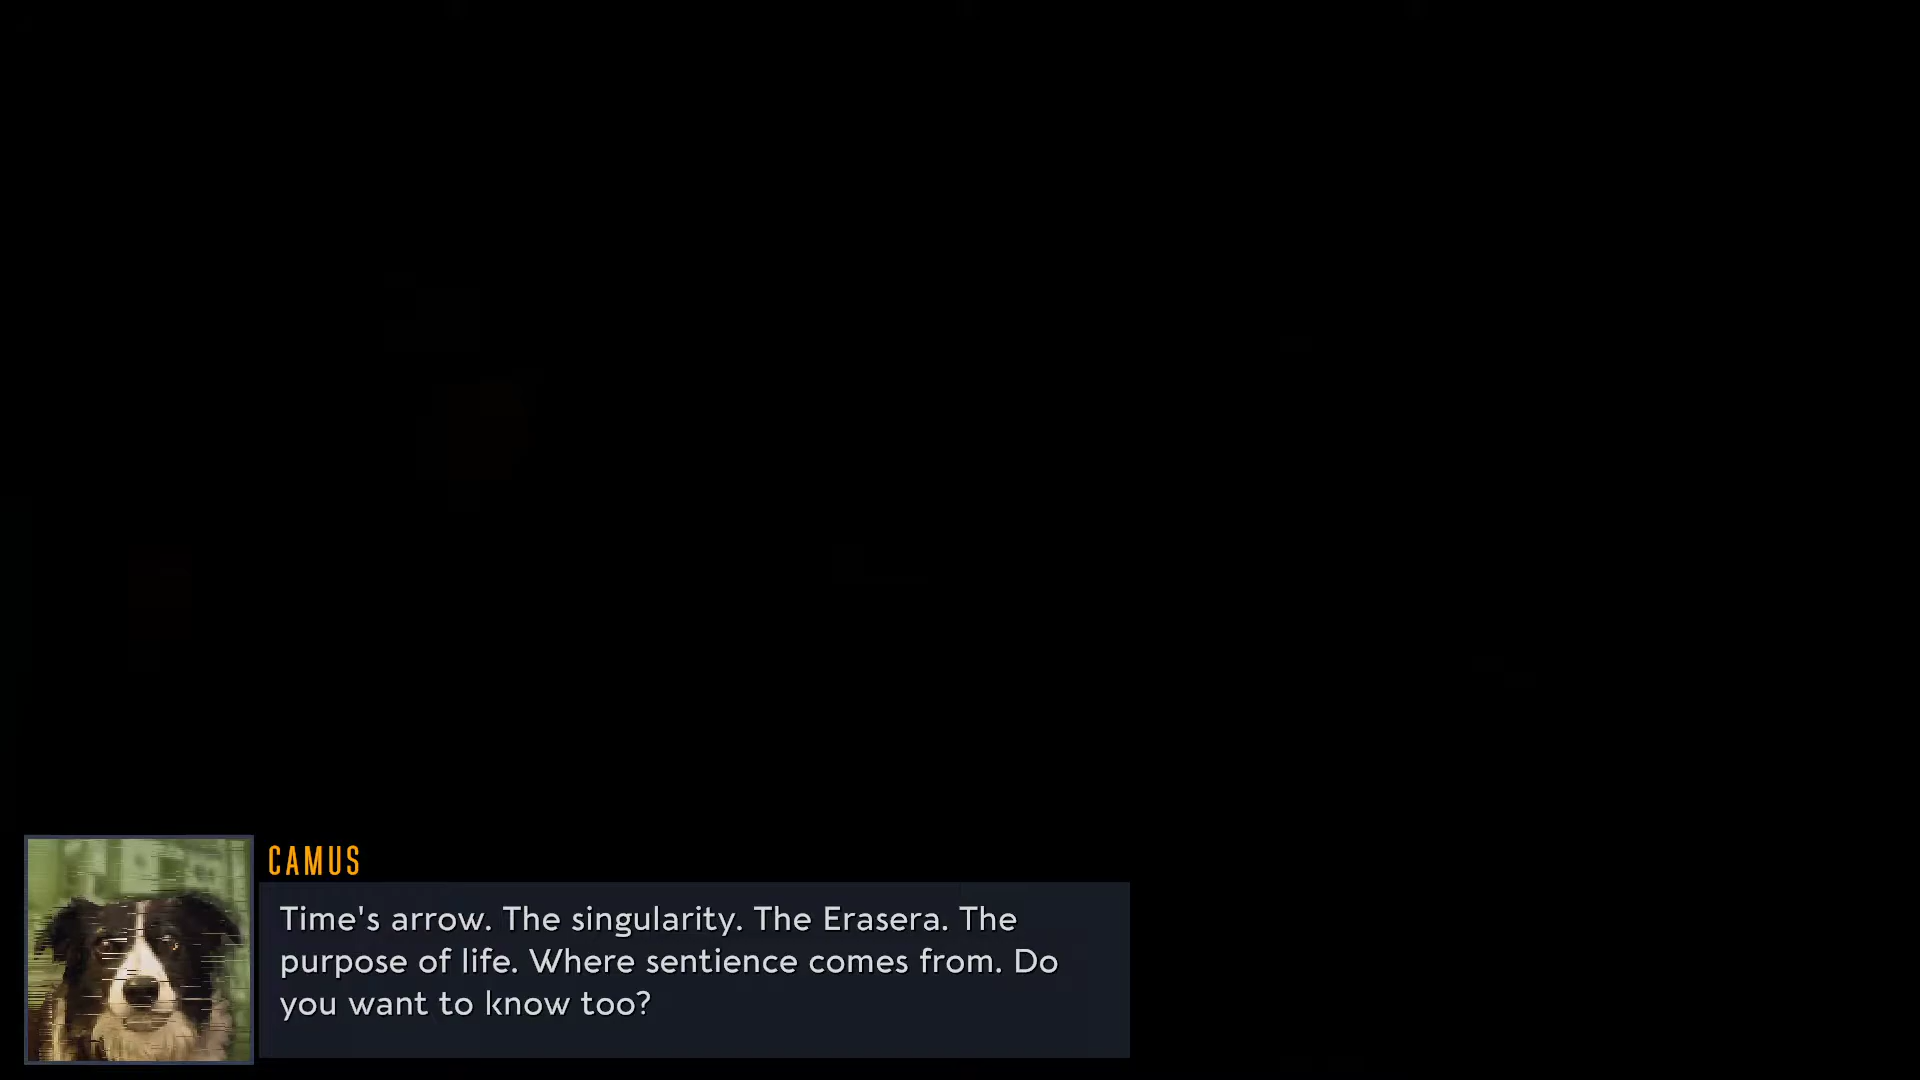 CAMUS
Time's arrow. The singularity. The Erasera. The
purpose of life. Where sentience comes from. Do
you want to know too?